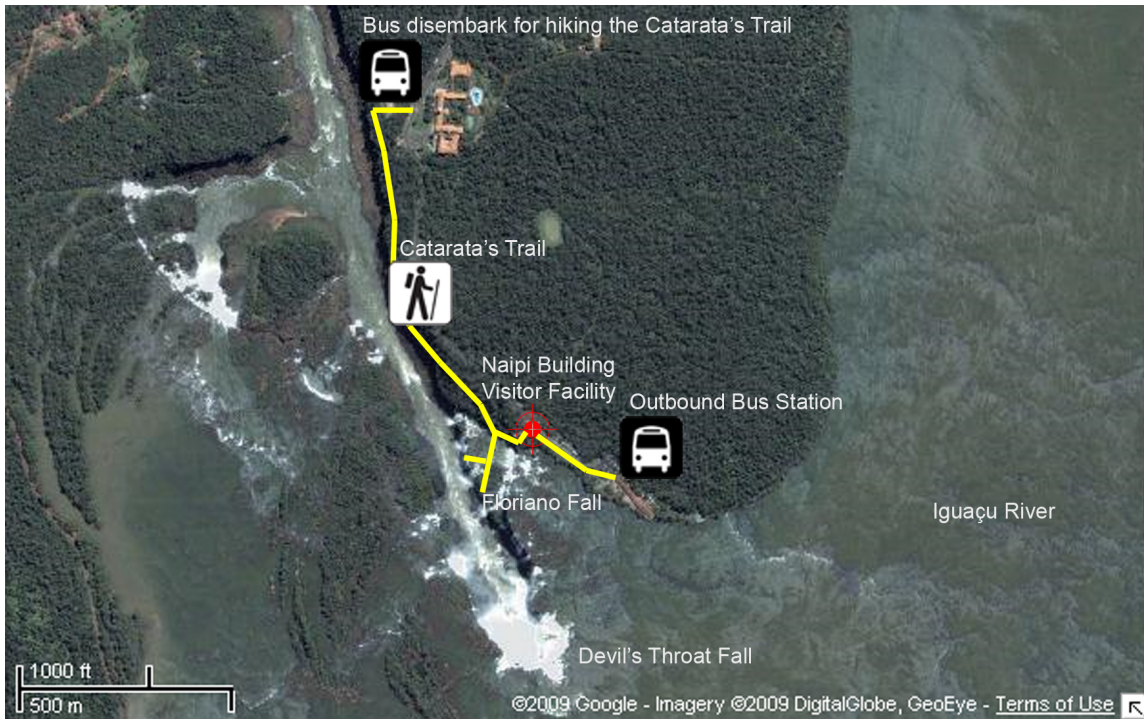 Bus disembark for hiking the Catarata’s Trail
Catarata’s Trail
Naipi Building
Visitor Facility
Outbound Bus Station
Floriano Fall
Iguaçu River
Devil’s Throat Fall
1000 ft
500 m
©2009 Google - Imagery ©2009 DigitalGlobe, GeoEye - Terms of Use